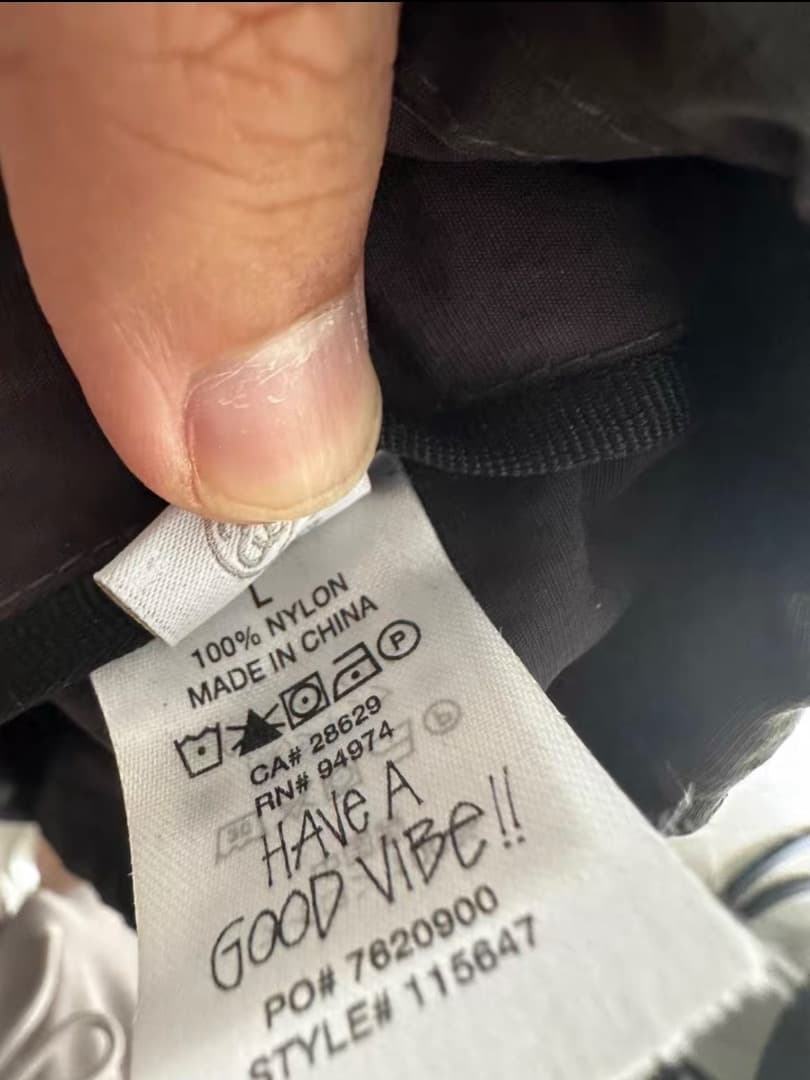 L
100% NYLON
MADE IN CHINA
P
CA# 28629
RN# 94974
HAVE A
GOOD VIBE!!
PO# 7620900
STYLE# 115647